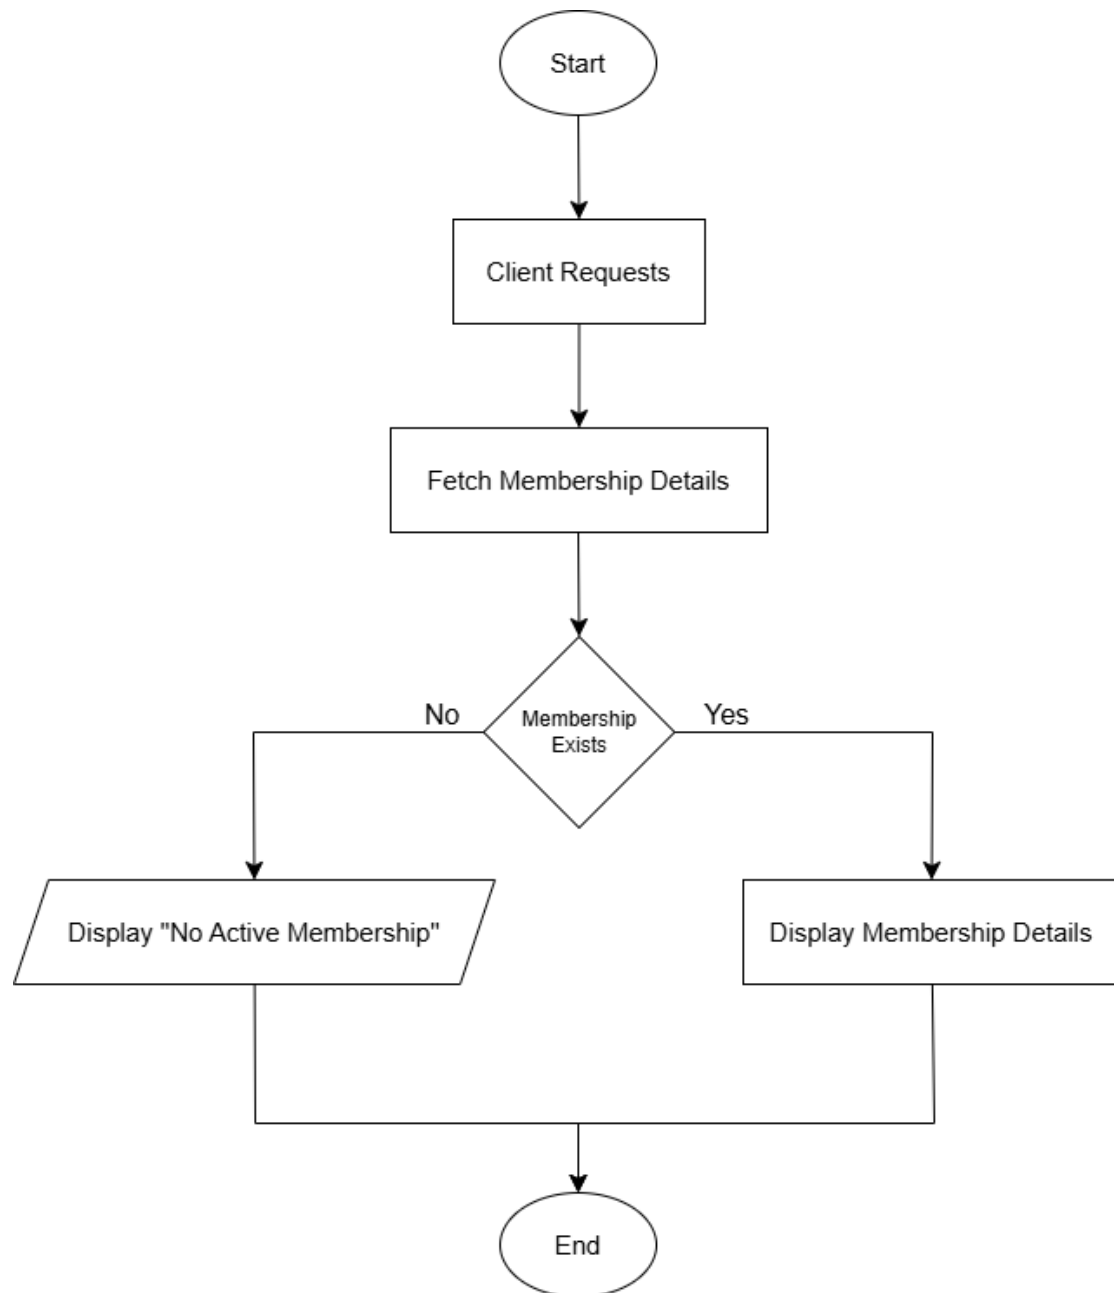 Start
Client Requests
Fetch Membership Details
No
Membership
Exists
Yes
Display "No Active Membership"
Display Membership Details
End